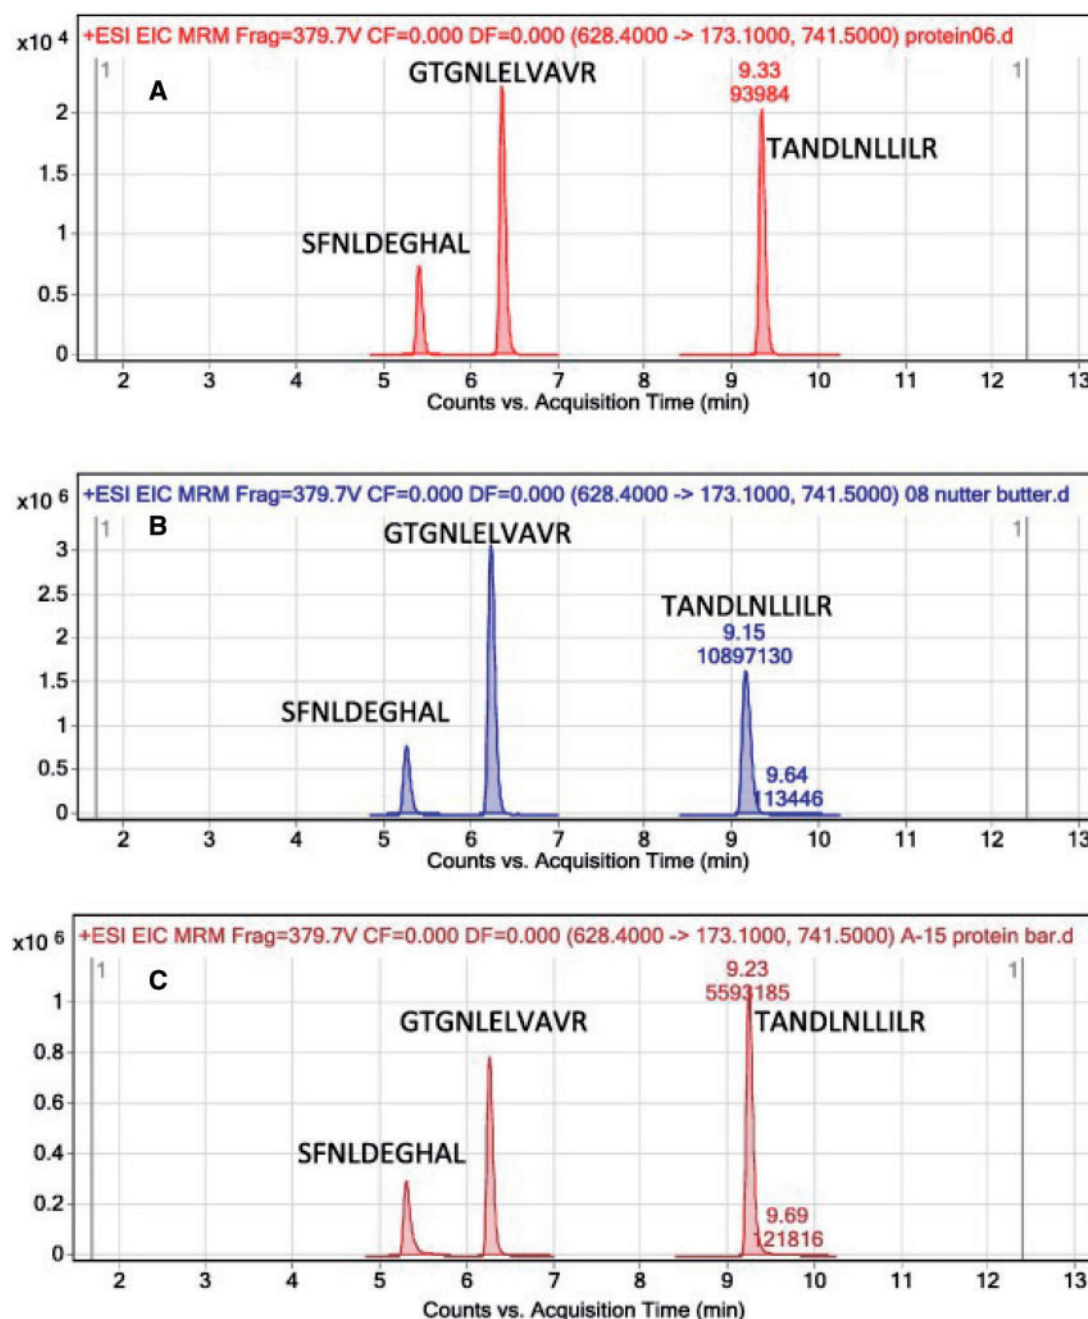 x10 4 +ESI EIC MRM Frag=379.7V CF=0.000 DF=0.000 (628.4000 -> 173.1000, 741.5000) protein06.d
1 A GTGNLELVAVR 9.33 1
93984
2
TANDLNLLILR
1.5
SFNLDEGHAL
1
0.5
0
2 3 4 5 6 7 8 9 10 11 12 13
Counts vs. Acquisition Time (min)
x10 6 +ESI EIC MRM Frag=379.7V CF=0.000 DF=0.000 (628.4000 -> 173.1000, 741.5000) 08 nutter butter.d
1 B GTGNLELVAVR 1
3
2.5
TANDLNLLILR
9.15
2
10897130
1.5
SFNLDEGHAL
1
9.64
0.5
113446
0
2 3 4 5 6 7 8 9 10 11 12 13
Counts vs. Acquisition Time (min)
x10 6 +ESI EIC MRM Frag=379.7V CF=0.000 DF=0.000 (628.4000 -> 173.1000, 741.5000) A-15 protein bar.d
1 C 9.23 1
5593185
1
GTGNLELVAVR TANDLNLLILR
0.8
0.6
0.4
SFNLDEGHAL
0.2
9.69
121816
0
2 3 4 5 6 7 8 9 10 11 12 13
Counts vs. Acquisition Time (min)